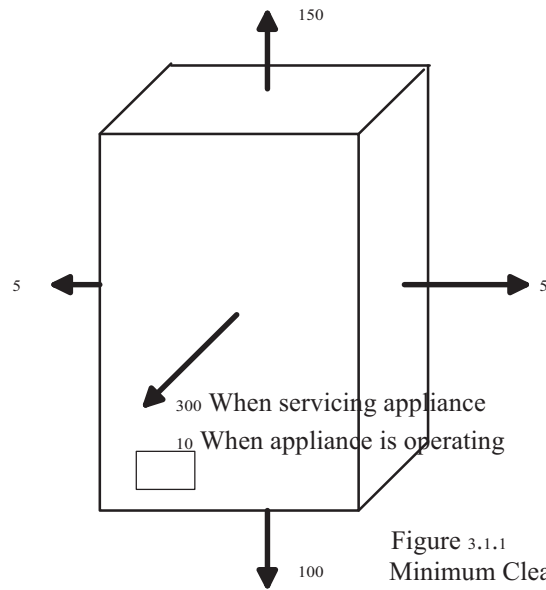 150
5
5
300 When servicing appliance
10 When appliance is operating
Figure 3.1.1
100
Minimum Clea